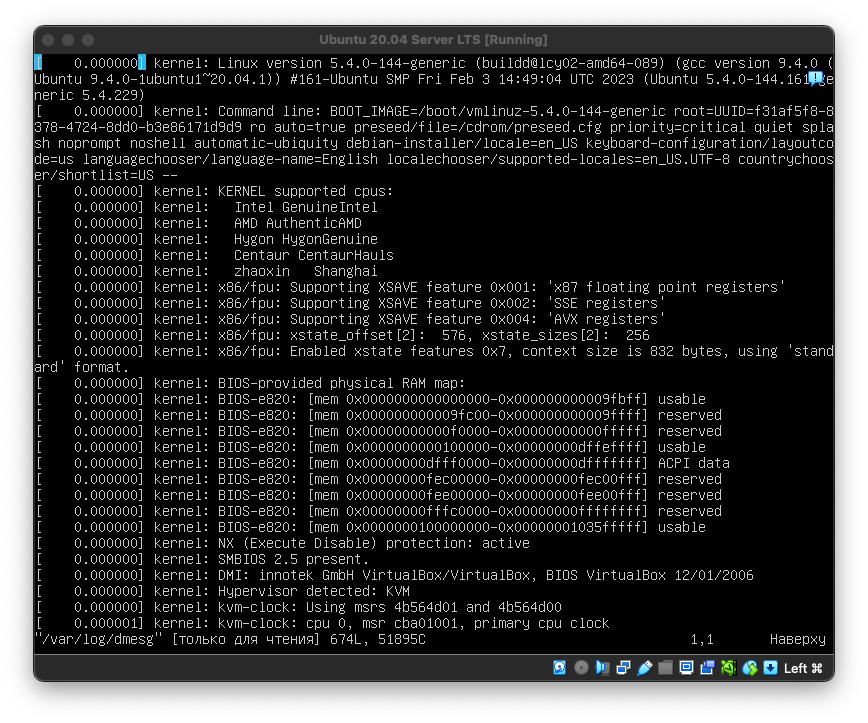 Ubuntu 20.04 Server LTS [Running]
[    0.000000] kernel: Linux version 5.4.0-144-generic (buildd@lcy02-amd64-089) (gcc version 9.4.0 (
Ubuntu 9.4.0-1ubuntu1~20.04.1)) #161-Ubuntu SMP Fri Feb 3 14:49:04 UTC 2023 (Ubuntu 5.4.0-144.161-ge
neric 5.4.229)
[    0.000000] kernel: Command line: BOOT_IMAGE=/boot/vmlinuz-5.4.0-144-generic root=UUID=f31af5f8-8
378-4724-8dd0-b3e86171d9d9 ro auto=true preseed/file=/cdrom/preseed.cfg priority=critical quiet spla
sh noprompt noshell automatic-ubiquity debian-installer/locale=en_US keyboard-configuration/layoutco
de=us languagechooser/language-name=English localechooser/supported-locales=en_US.UTF-8 countrychoos
er/shortlist=US --
[    0.000000] kernel: KERNEL supported cpus:
[    0.000000] kernel:   Intel GenuineIntel
[    0.000000] kernel:   AMD AuthenticAMD
[    0.000000] kernel:   Hygon HygonGenuine
[    0.000000] kernel:   Centaur CentaurHauls
[    0.000000] kernel:   zhaoxin   Shanghai
[    0.000000] kernel: x86/fpu: Supporting XSAVE feature 0x001: 'x87 floating point registers'
[    0.000000] kernel: x86/fpu: Supporting XSAVE feature 0x002: 'SSE registers'
[    0.000000] kernel: x86/fpu: Supporting XSAVE feature 0x004: 'AVX registers'
[    0.000000] kernel: x86/fpu: xstate_offset[2]:  576, xstate_sizes[2]:  256
[    0.000000] kernel: x86/fpu: Enabled xstate features 0x7, context size is 832 bytes, using 'stand
ard' format.
[    0.000000] kernel: BIOS-provided physical RAM map:
[    0.000000] kernel: BIOS-e820: [mem 0x0000000000000000-0x000000000009fbff] usable
[    0.000000] kernel: BIOS-e820: [mem 0x000000000009fc00-0x000000000009ffff] reserved
[    0.000000] kernel: BIOS-e820: [mem 0x00000000000f0000-0x00000000000fffff] reserved
[    0.000000] kernel: BIOS-e820: [mem 0x0000000000100000-0x00000000dffeffff] usable
[    0.000000] kernel: BIOS-e820: [mem 0x00000000dfff0000-0x00000000dfffffff] ACPI data
[    0.000000] kernel: BIOS-e820: [mem 0x00000000fec00000-0x00000000fec00fff] reserved
[    0.000000] kernel: BIOS-e820: [mem 0x00000000fee00000-0x00000000fee00fff] reserved
[    0.000000] kernel: BIOS-e820: [mem 0x00000000fffc0000-0x00000000ffffffff] reserved
[    0.000000] kernel: BIOS-e820: [mem 0x0000000100000000-0x00000001035fffff] usable
[    0.000000] kernel: NX (Execute Disable) protection: active
[    0.000000] kernel: SMBIOS 2.5 present.
[    0.000000] kernel: DMI: innotek GmbH VirtualBox/VirtualBox, BIOS VirtualBox 12/01/2006
[    0.000000] kernel: Hypervisor detected: KVM
[    0.000000] kernel: kvm-clock: Using msrs 4b564d01 and 4b564d00
[    0.000001] kernel: kvm-clock: cpu 0, msr cba01001, primary cpu clock
"/var/log/dmesg" [только для чтения] 674L, 51895C 1,1 Наверху
Left ⌘